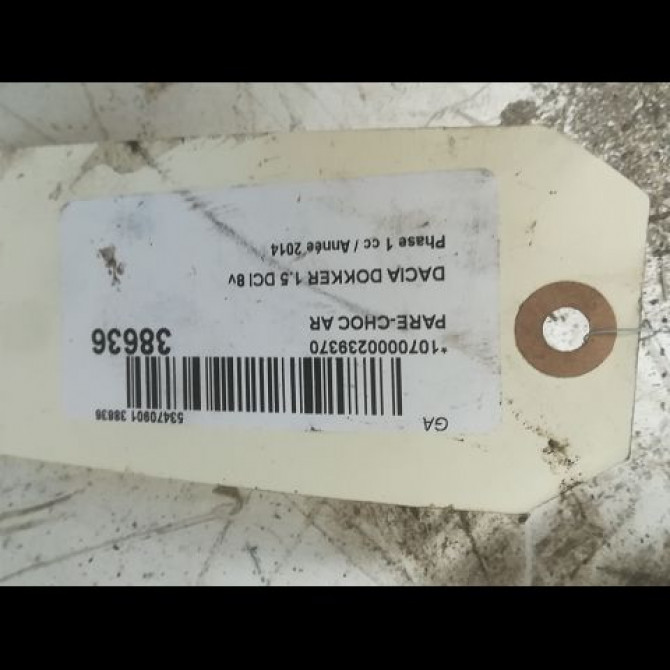 GA 53470901 38636
*1070000239370 38636
PARE-CHOC AR
DACIA DOKKER 1.5 DCI 8v
Phase 1 cc / Année 2014